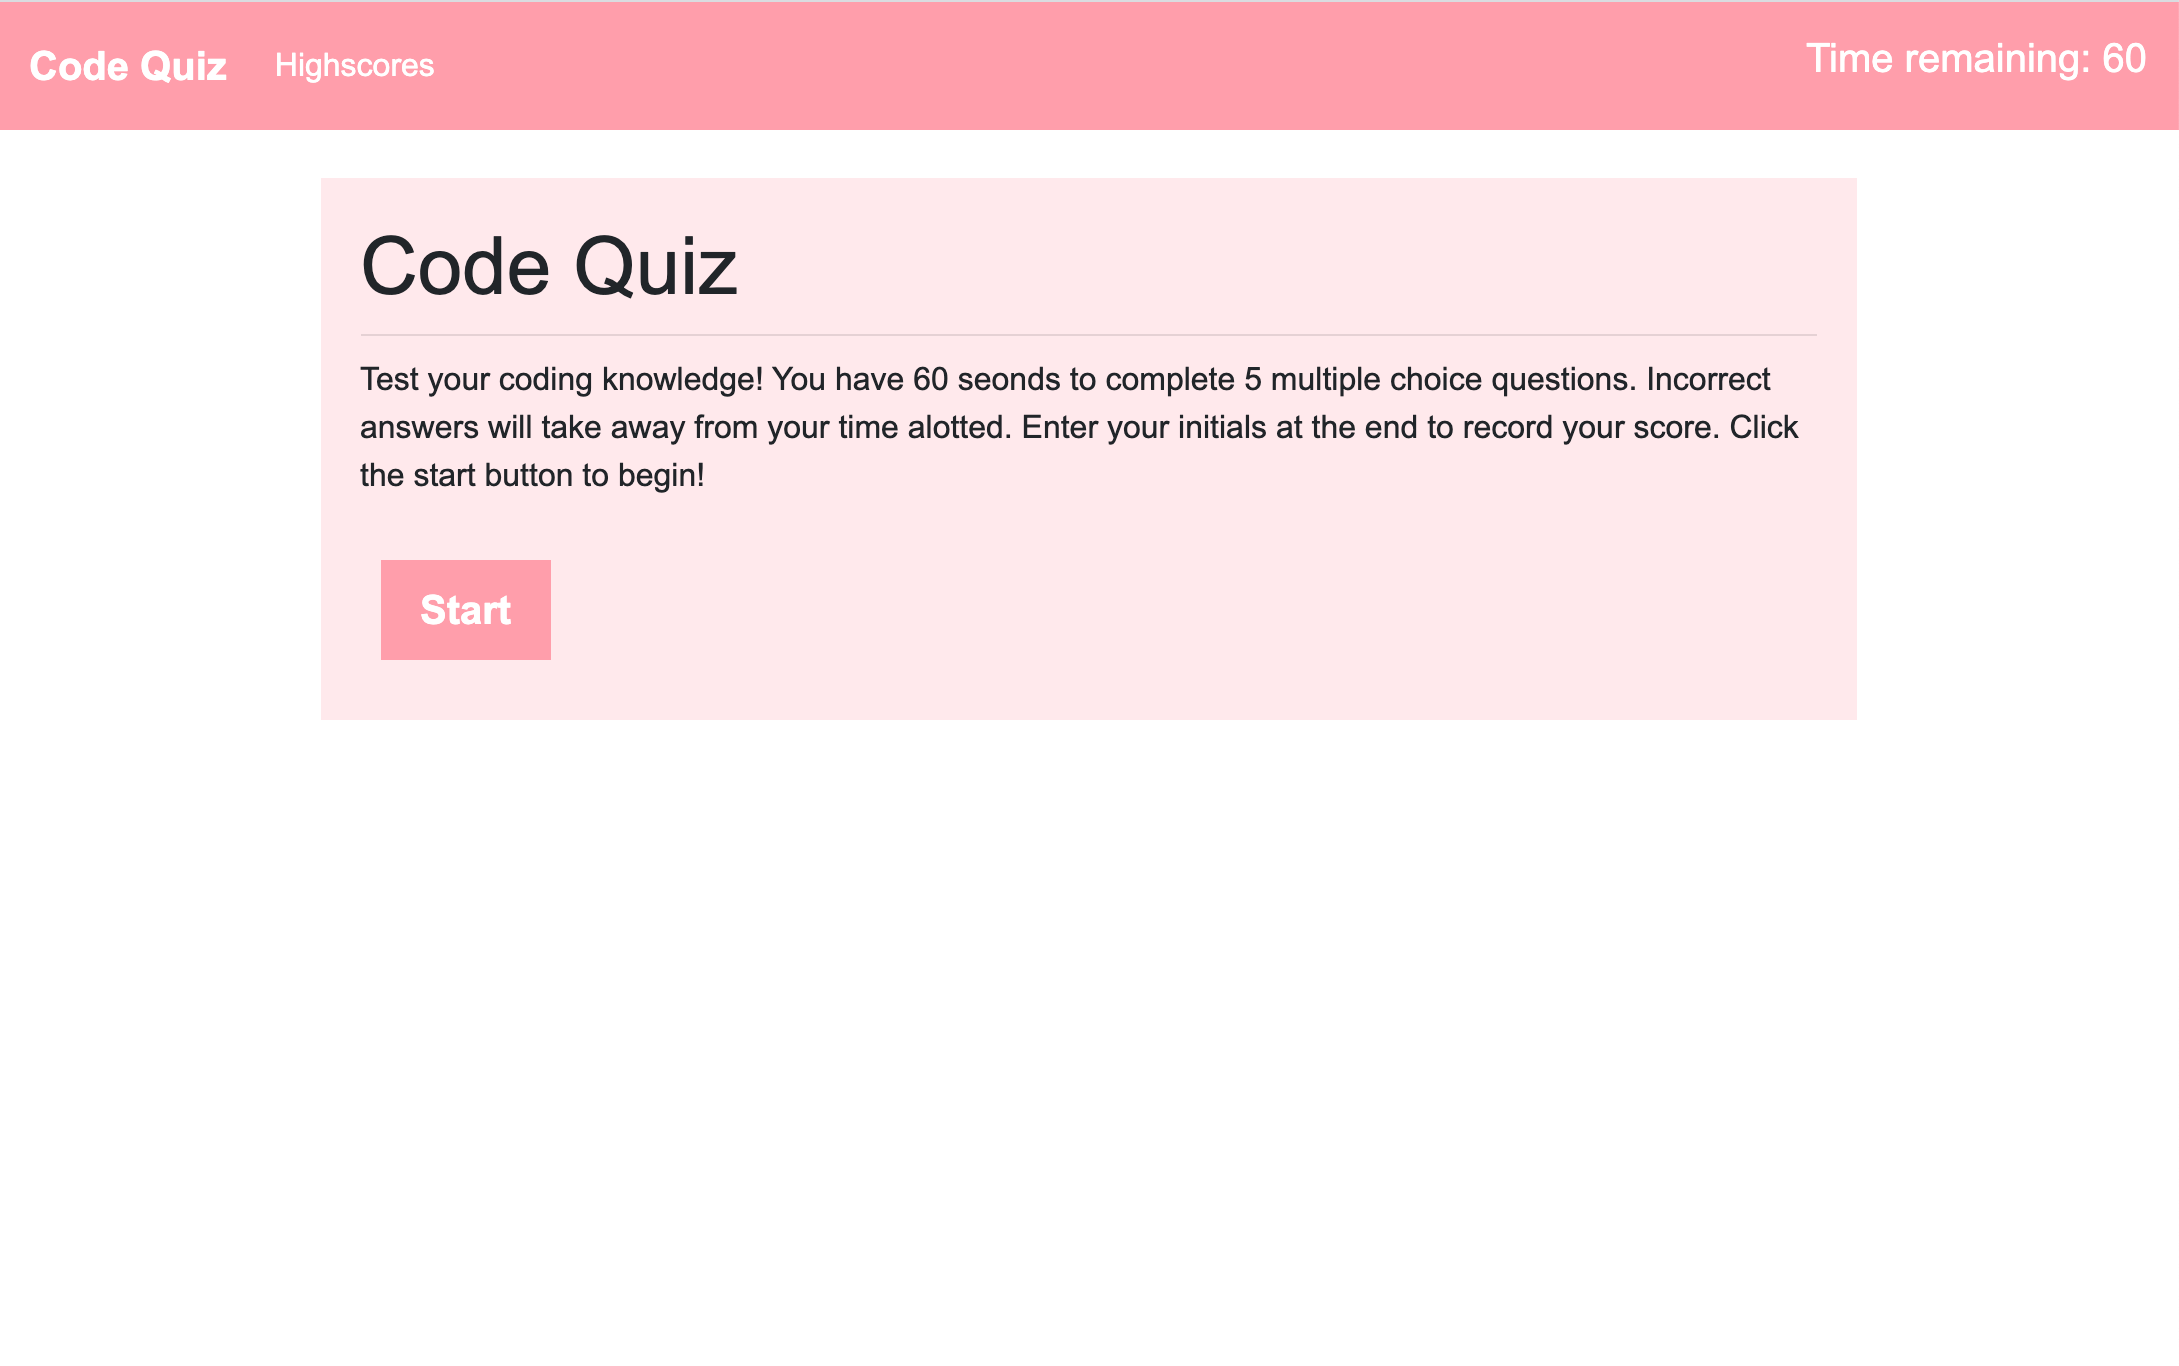 Code Quiz Highscores Time remaining: 60
Code Quiz
Test your coding knowledge! You have 60 seonds to complete 5 multiple choice questions. Incorrect
answers will take away from your time alotted. Enter your initials at the end to record your score. Click
the start button to begin!
Start